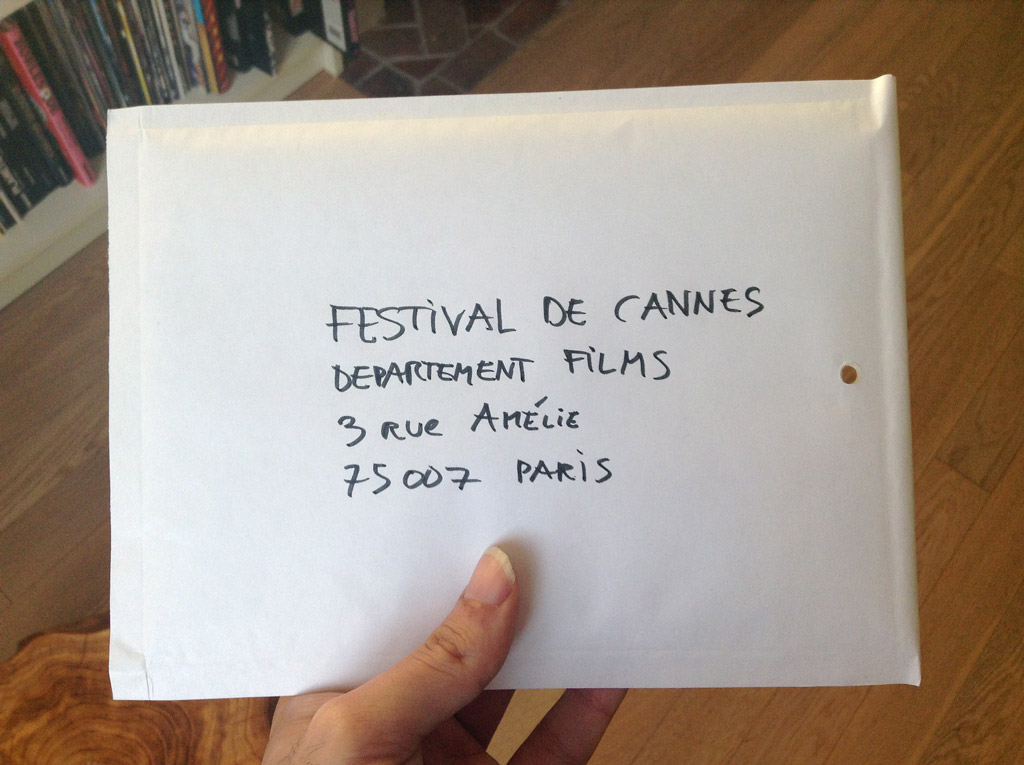 FESTIVAL DE CANNES
DEPARTEMENT FILMS
3 RUE AMÉLIE
75007 PARIS